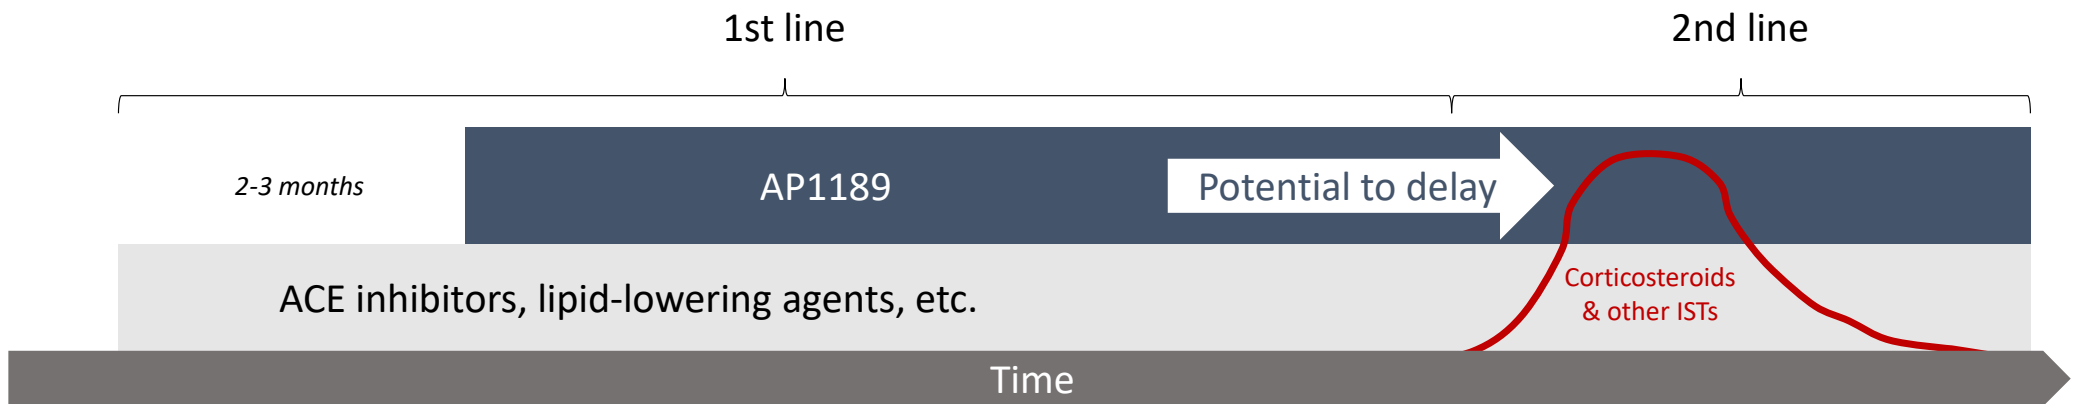 1st line
2nd line
2-3 months
AP1189
Potential to delay
ACE inhibitors, lipid-lowering agents, etc.
Corticosteroids
& other ISTs
Time